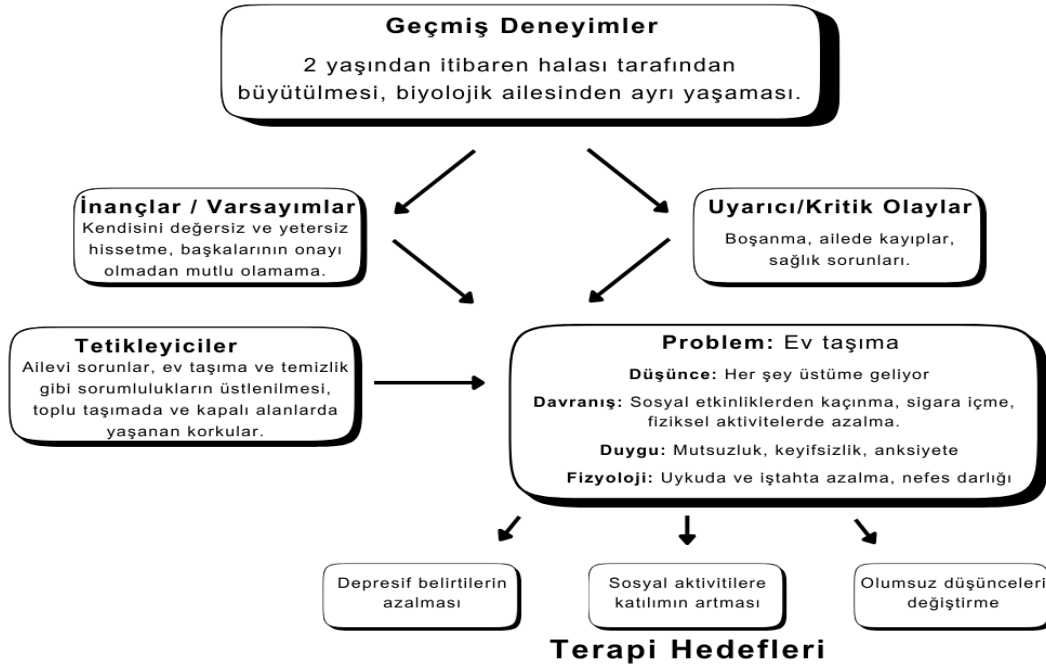 Geçmiş Deneyimler
2 yaşından itibaren halası tarafından
büyütülmesi, biyolojik ailesinden ayrı yaşaması.
İnançlar / Varsayımlar
Kendisini değersiz ve yetersiz
hissetme, başkalarının onayı
olmadan mutlu olamama.
Uyarıcı/Kritik Olaylar
Boşanma, ailede kayıplar,
sağlık sorunları.
Tetikleyiciler
Ailevi sorunlar, ev taşıma ve temizlik
gibi sorumlulukların üstlenilmesi,
toplu taşımada ve kapalı alanlarda
yaşanan korkular.
Problem: Ev taşıma
Düşünce: Her şey üstüme geliyor
Davranış: Sosyal etkinliklerden kaçınma, sigara içme,
fiziksel aktivitelerde azalma.
Duygu: Mutsuzluk, keyifsizlik, anksiyete
Fizyoloji: Uykuda ve iştahta azalma, nefes darlığı
Depresif belirtilerin
azalması
Sosyal aktivitilere
katılımın artması
Olumsuz düşünceleri
değiştirme
Terapi Hedefleri